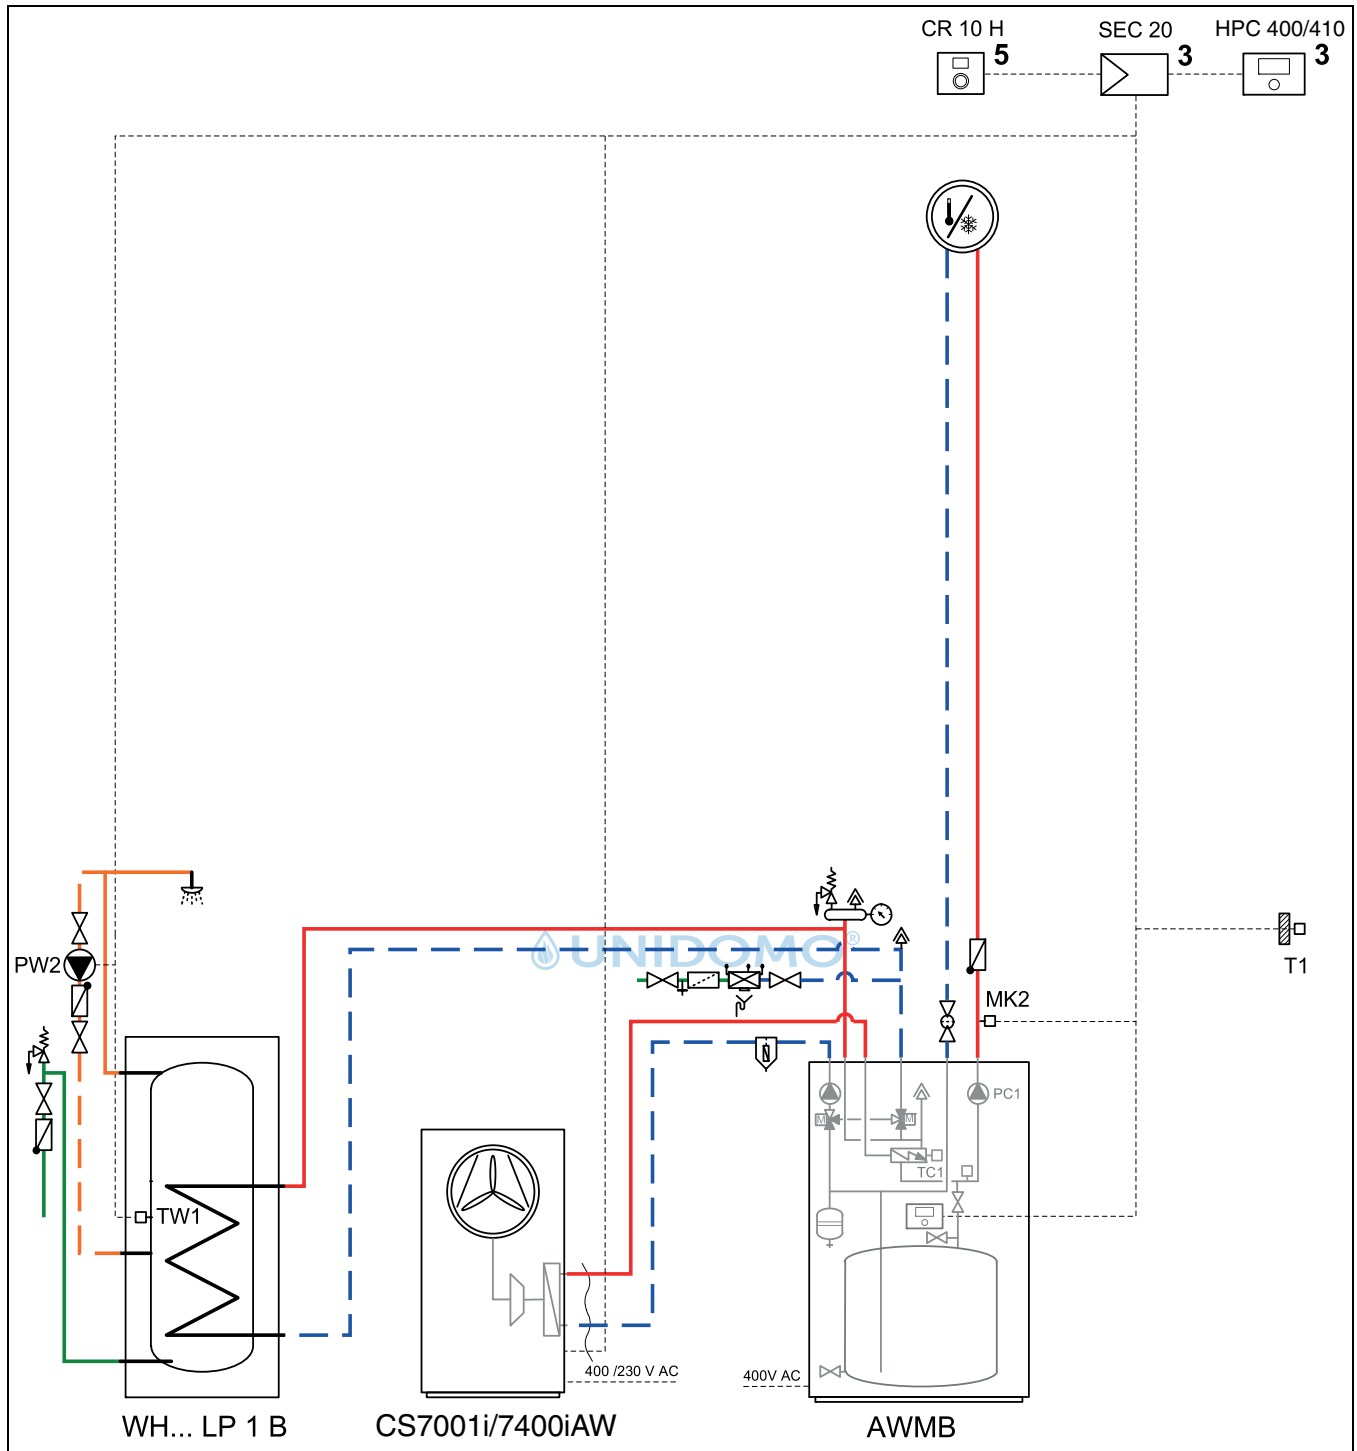 CR 10 H
5
SEC 20
3
HPC 400/410
3
UNIDOMO®
PW2
T1
MK2
M
M
PC1
TC1
TW1
400 /230 V AC
400V AC
WH... LP 1 B
CS7001i/7400iAW
AWMB